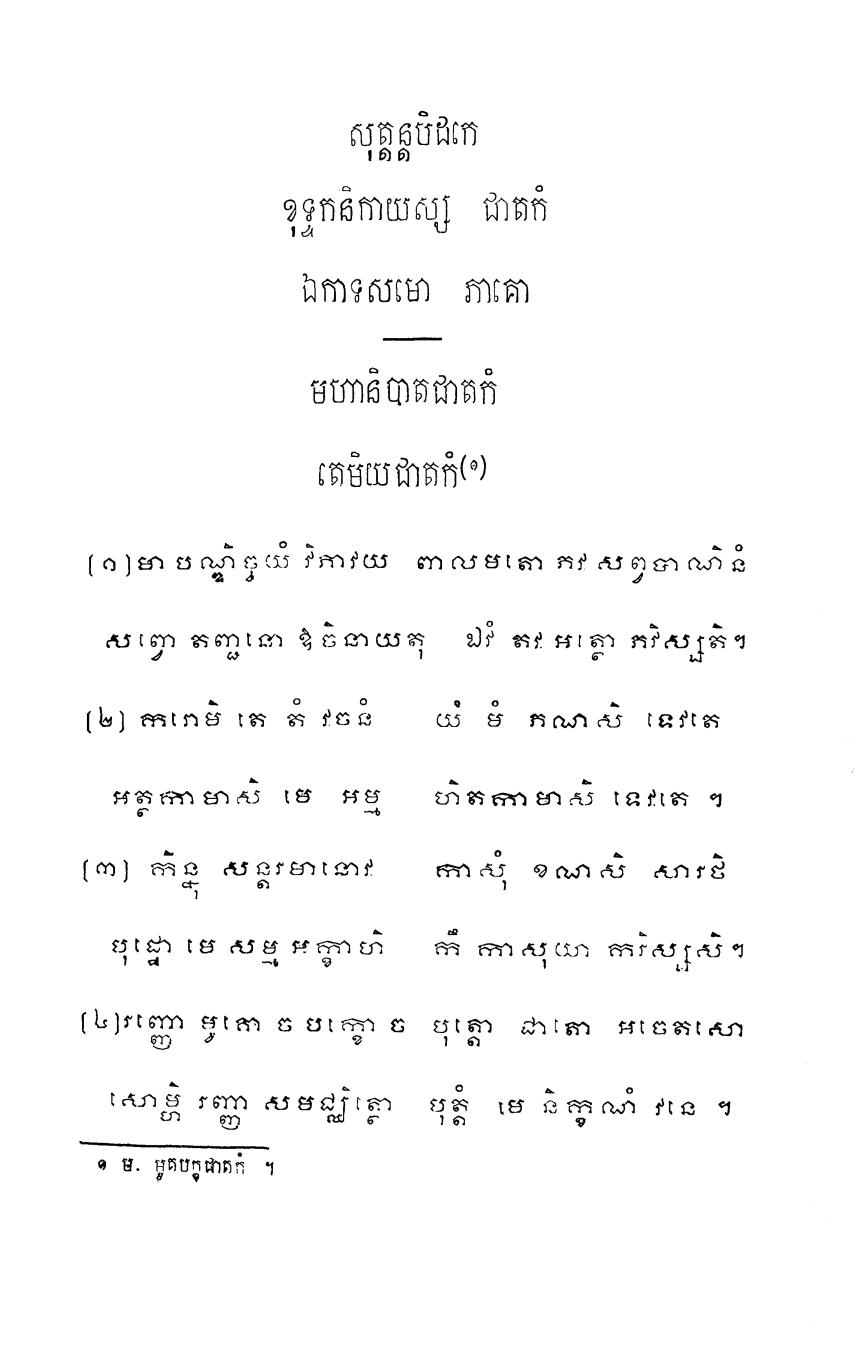 សុត្តន្តបិដកេ
ខុទ្ទកនិកាយស្ស ជាតកំ
ឯកាទសមោ ភាគោ
មហានិបាតជាតកំ
តេមិយជាតកំ(១)
(១) មា បណ្ឌិច្ចយំ វិភាវយ ពាលមតោ ភវ សព្វបាណិនំ
សព្វោ តញ្ជនោ ឱចិនាយតុ ឯវំ តវ អត្ថោ ភវិស្សតិ។
(២) ករោមិ តេ តំ វចនំ យំ មំ ភណសិ ទេវតេ
អត្ថកាមាសិ មេ អម្ម ហិតកាមាសិ ទេវតេ ។
(៣) កិន្នុ សន្តរមានោវ កាសុំ ខណសិ សារថិ
បុដ្ឋោ មេ សម្ម អក្ខាហិ កឹ កាសុយា ករិស្សសិ។
(៤) រញ្ញោ មូគោ ច បក្ខោ ច បុត្តោ ជាតោ អចេតសោ
សោម្ហិ រញ្ញា សមជ្ឈិត្ថោ បុត្តំ មេ និក្ខណំ វនេ ។
១ ម. មូគបក្ខជាតកំ ។